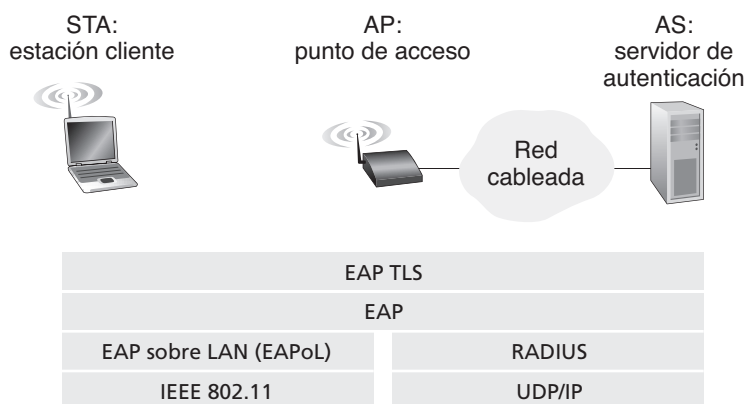 STA:
estación cliente
AP:
punto de acceso
AS:
servidor de
autenticación
Red
cableada
EAP TLS
EAP
EAP sobre LAN (EAPoL)
RADIUS
IEEE 802.11
UDP/IP